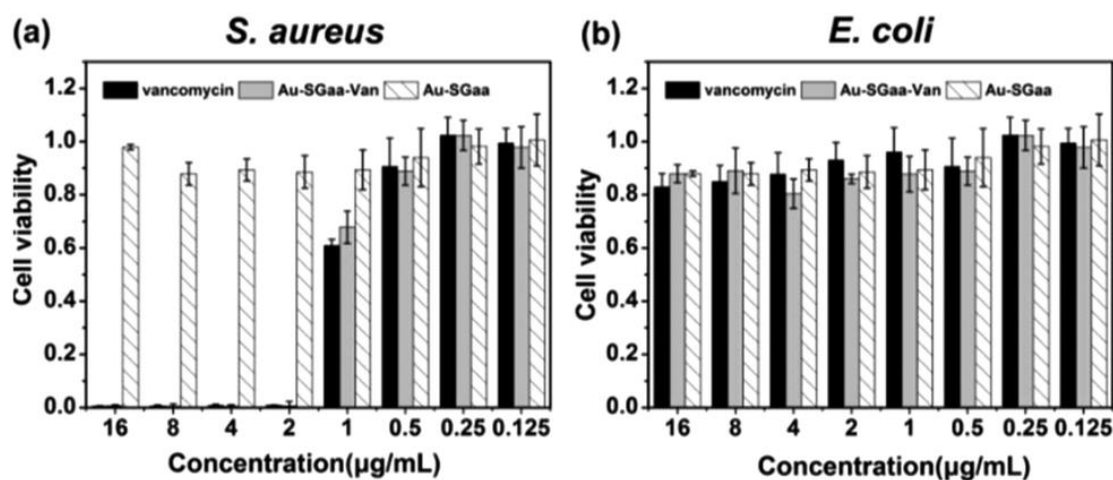 (a) S. aureus
vancomycin Au-SGaa-Van Au-SGaa
Cell viability
1.2
1.0
0.8
0.6
0.4
0.2
0.0
16 8 4 2 1 0.5 0.25 0.125
Concentration(µg/mL)
(b) E. coli
vancomycin Au-SGaa-Van Au-SGaa
Cell viability
1.2
1.0
0.8
0.6
0.4
0.2
0.0
16 8 4 2 1 0.5 0.25 0.125
Concentration(µg/mL)